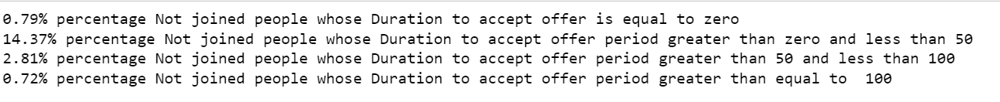 0.79% percentage Not joined people whose Duration to accept offer is equal to zero
14.37% percentage Not joined people whose Duration to accept offer period greater than zero and less than 50
2.81% percentage Not joined people whose Duration to accept offer period greater than 50 and less than 100
0.72% percentage Not joined people whose Duration to accept offer period greater than equal to  100